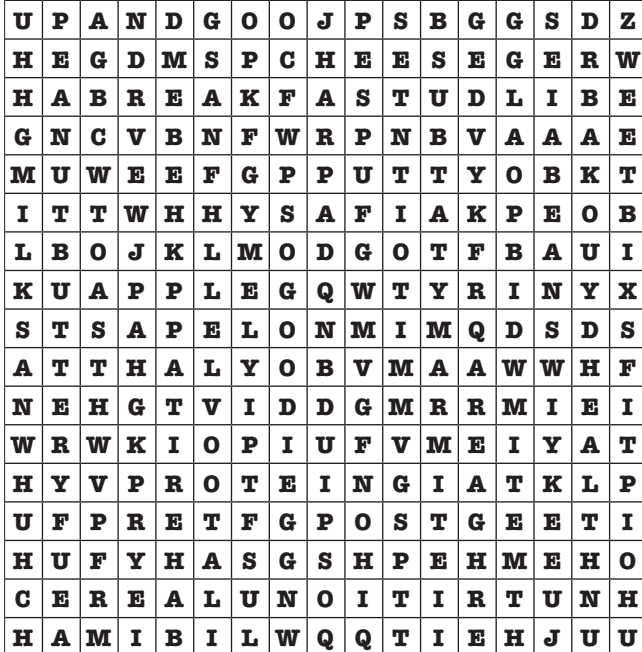 U P A N D G O O J P S B G G S D Z
H E G D M S P C H E E S E G E R W
H A B R E A K F A S T U D L I B E
G N C V B N F W R P N B V A A A E
M U W E E F G P P U T T Y O B K T
I T T W H H Y S A F I A K P E O B
L B O J K L M O D G O T F B A U I
K U A P P L E G Q W T Y R I N Y X
S T S A P E L O N M I M Q D S D S
A T T H A L Y O B V M A A W W H F
N E H G T V I D D G M R R M I E I
W R W K I O P I U F V M E I Y A T
H Y V P R O T E I N G I A T K L P
U F P R E T F G P O S T G E E T I
H U F Y H A S G S H P E H M E H O
C E R E A L U N O I T I R T U N H
H A M I B I L W Q Q T I E H J U U